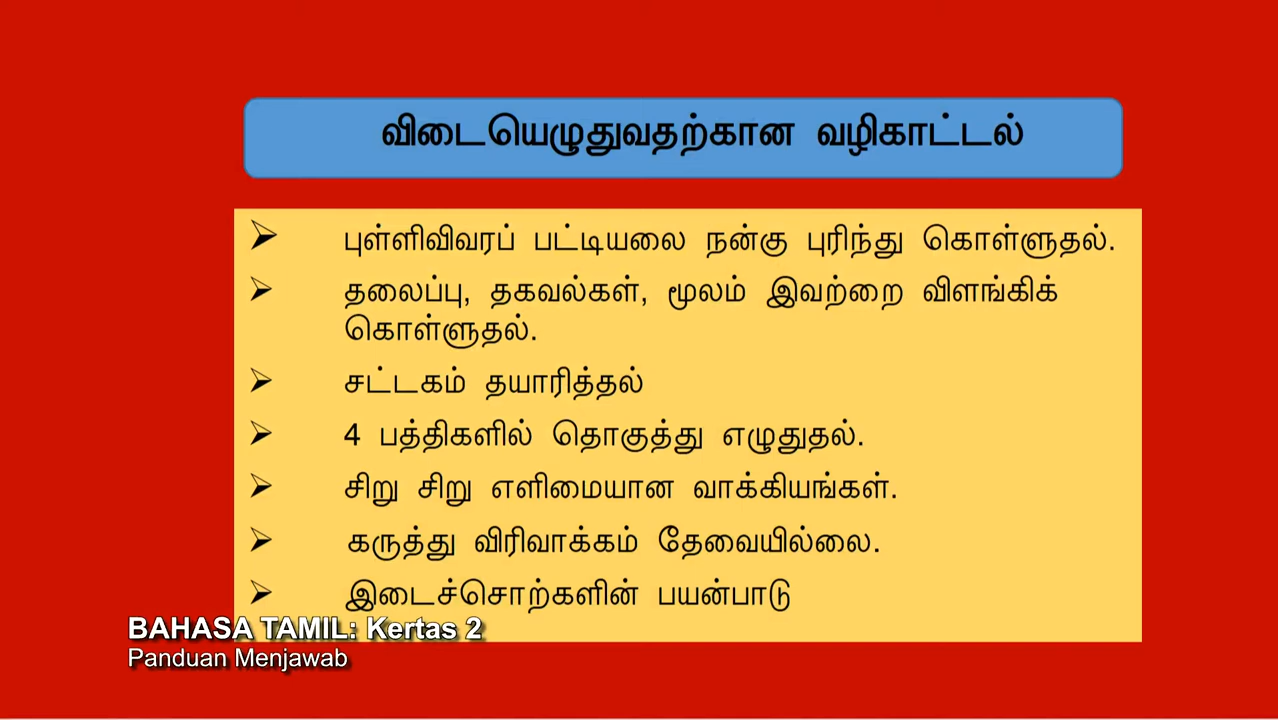 விடையெழுதுவதற்கான வழிகாட்டல்
➢ புள்ளிவிவரப் பட்டியலை நன்கு புரிந்து கொள்ளுதல்.
➢ தலைப்பு, தகவல்கள், மூலம் இவற்றை விளங்கிக்
கொள்ளுதல்.
➢ சட்டகம் தயாரித்தல்
➢ 4 பத்திகளில் தொகுத்து எழுதுதல்.
➢ சிறு சிறு எளிமையான வாக்கியங்கள்.
➢ கருத்து விரிவாக்கம் தேவையில்லை.
➢ இடைச்சொற்களின் பயன்பாடு
BAHASA TAMIL: Kertas 2
Panduan Menjawab